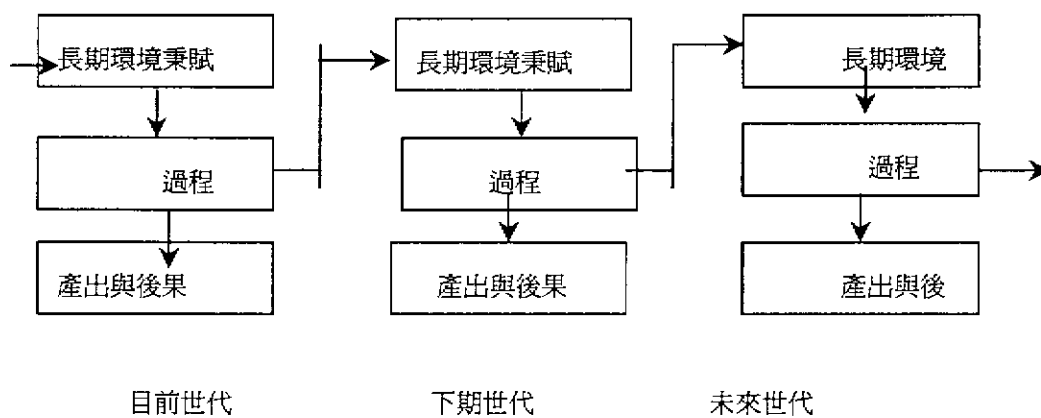 長期環境秉賦
長期環境秉賦
長期環境
過程
過程
過程
產出與後果
產出與後果
產出與後
目前世代
下期世代
未來世代